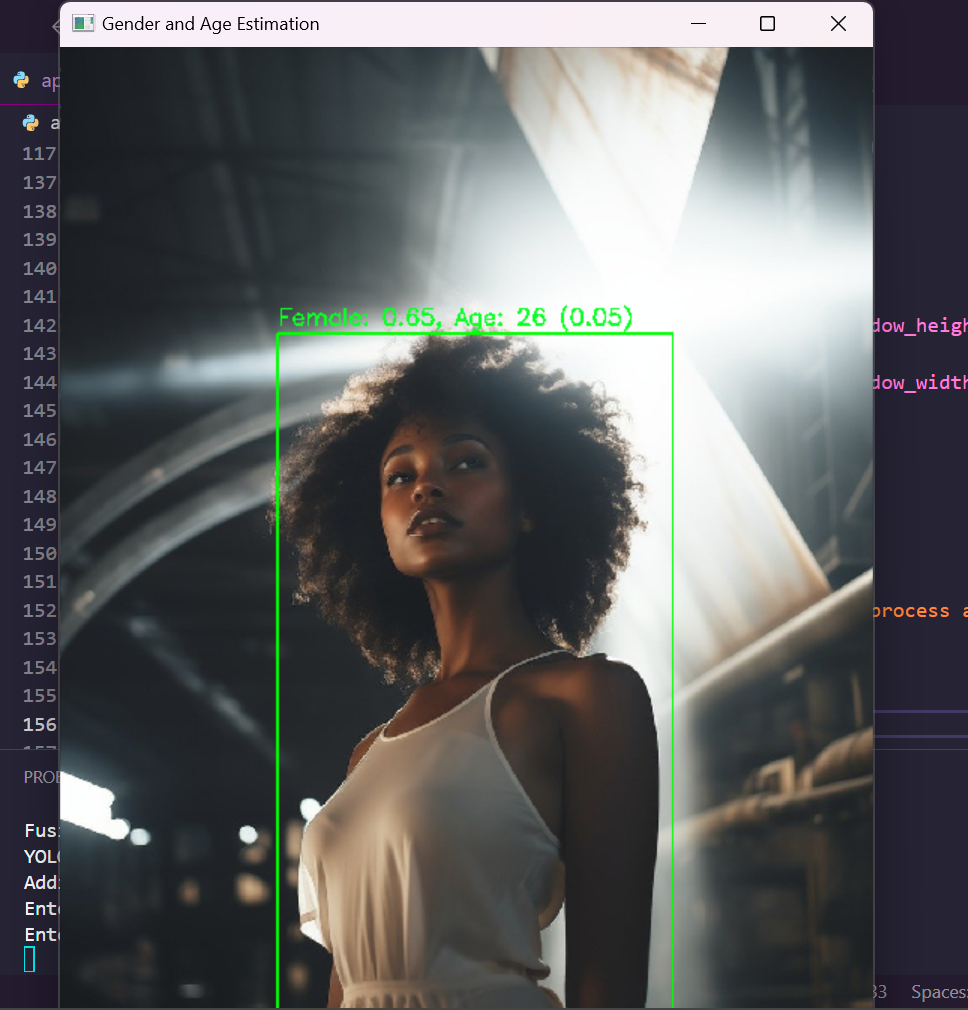 Gender and Age Estimation
ap
a
117
137
138
139
140
141
142
dow_heigh
143
144
dow_width
145
146
147
148
149
150
151
152
process a
153
154
155
156
157
Female: 0.65, Age: 26 (0.05)
PROB
Fus
YOLO
Addi
Ente
Ente
33 Spaces: